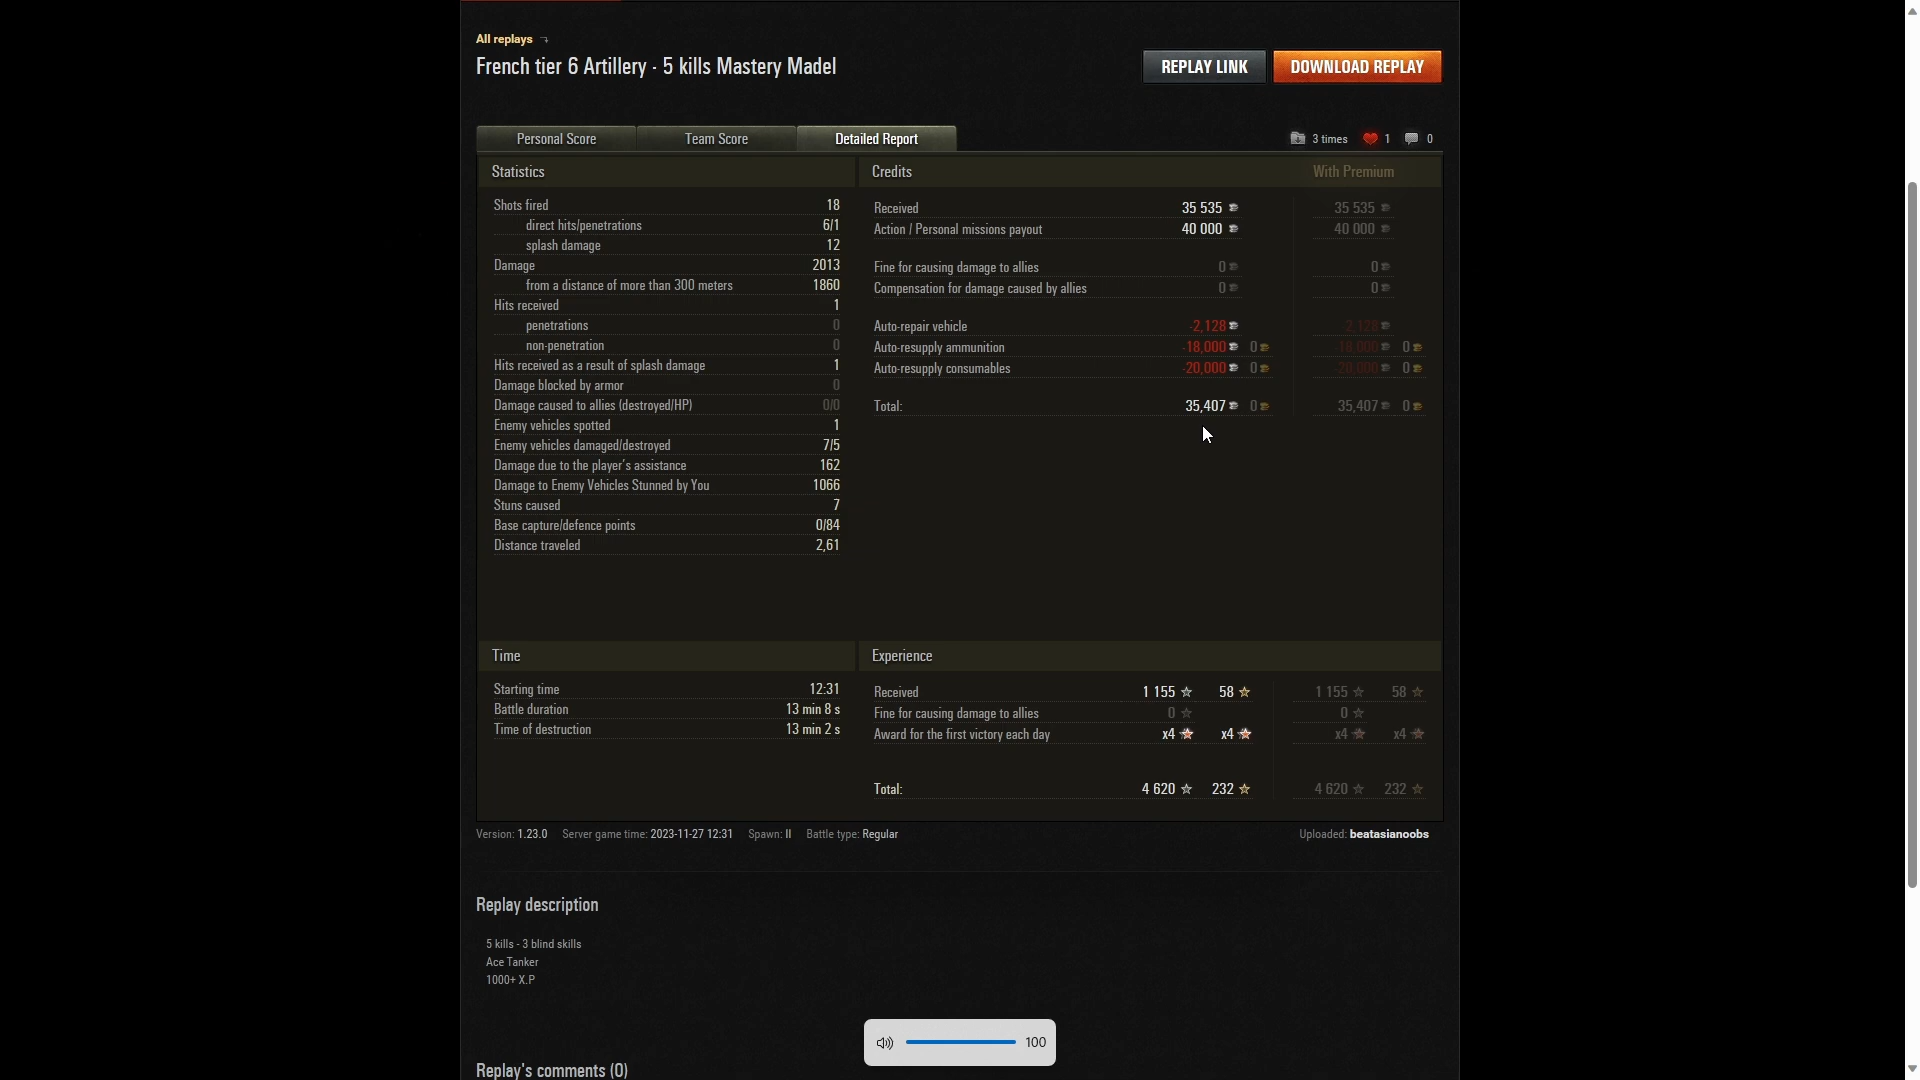 All replays
French tier 6 Artillery - 5 kills Mastery Madel
REPLAY LINK
DOWNLOAD REPLAY
Personal Score
Team Score
Detailed Report
3 times 1 0
Statistics
Shots fired 18
direct hits/penetrations 6/1
splash damage 12
Damage 2013
from a distance of more than 300 meters 1860
Hits received 1
penetrations 0
non-penetration 0
Hits received as a result of splash damage 1
Damage blocked by armor 0
Damage caused to allies (destroyed/HP) 0/0
Enemy vehicles spotted 1
Enemy vehicles damaged/destroyed 7/5
Damage due to the player's assistance 162
Damage to Enemy Vehicles Stunned by You 1066
Stuns caused 7
Base capture/defence points 0/84
Distance traveled 2,61
Credits With Premium
Received 35 535 35 535
Action / Personal missions payout 40 000 40 000
Fine for causing damage to allies 0 0
Compensation for damage caused by allies 0 0
Auto-repair vehicle -2,128 2,128
Auto-resupply ammunition -18,000 0 18,000 0
Auto-resupply consumables -20,000 0 -20,000 0
Total: 35,407 0 35,407 0
Time
Starting time 12:31
Battle duration 13 min 8 s
Time of destruction 13 min 2 s
Experience
Received 1 155 58 1 155 58
Fine for causing damage to allies 0 0
Award for the first victory each day x4 x4 x4 x4
Total: 4 620 232 4 620 232
Version: 1.23.0 Server game time: 2023-11-27 12:31 Spawn: II Battle type: Regular
Uploaded: beatasianoobs
Replay description
5 kills - 3 blind skills
Ace Tanker
1000+ X.P
100
Replay's comments (0)